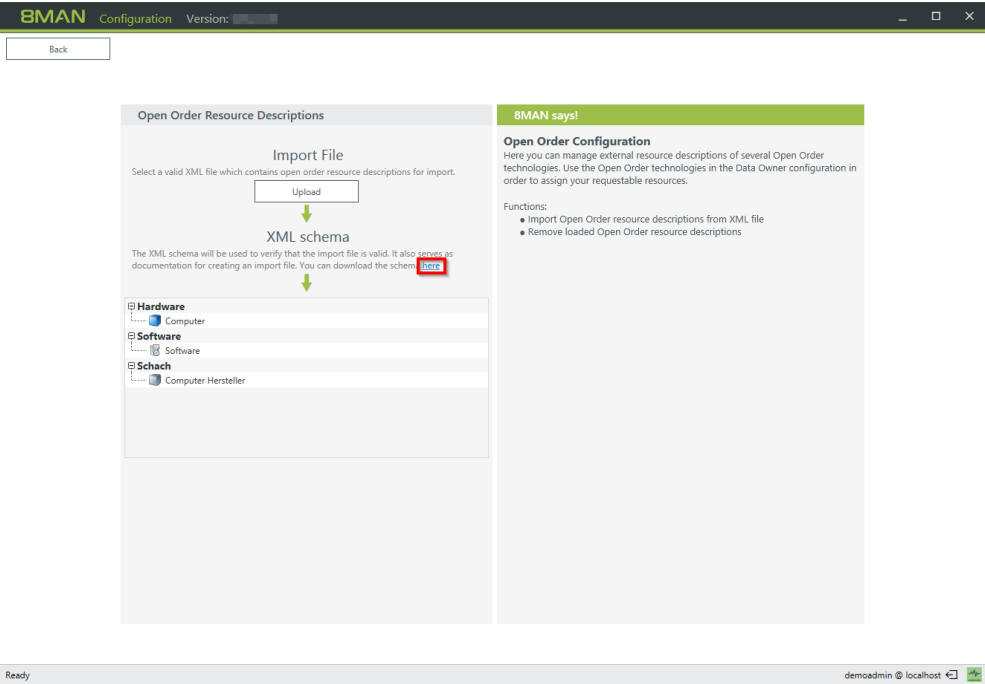 8MAN Configuration Version:
Back
Open Order Resource Descriptions
Import File
Select a valid XML file which contains open order resource descriptions for import.
Upload
XML schema
The XML schema will be used to verify that the import file is valid. It also serves as
documentation for creating an import file. You can download the schema here
Hardware
Computer
Software
Software
Schach
Computer Hersteller
8MAN says!
Open Order Configuration
Here you can manage external resource descriptions of several Open Order
technologies. Use the Open Order technologies in the Data Owner configuration in
order to assign your requestable resources.
Functions:
● Import Open Order resource descriptions from XML file
● Remove loaded Open Order resource descriptions
Ready
demoadmin @ localhost